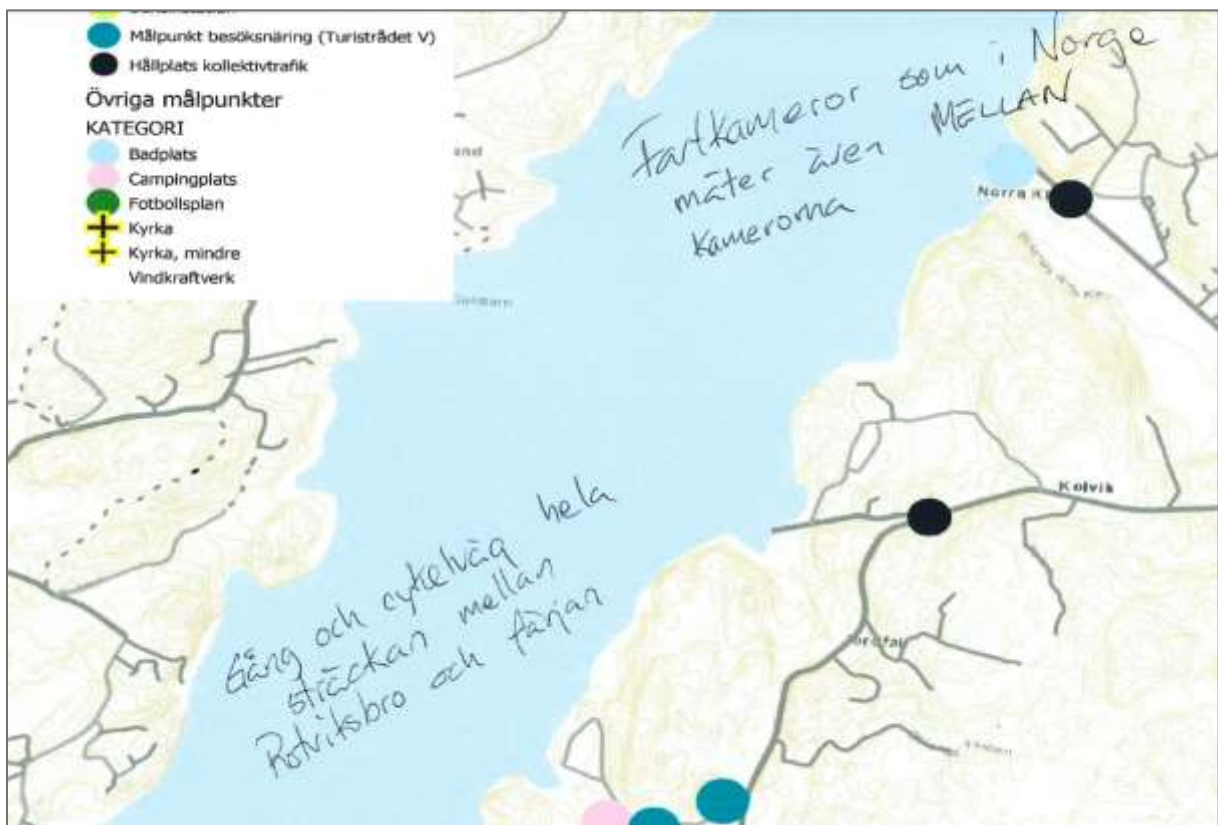 Målpunkt besöksnäring (Turistrådet V)
Hållplats kollektivtrafik
Övriga målpunkter
KATEGORI
Badplats
Campingplats
Fotbollsplan
Kyrka
Kyrka, mindre
Vindkraftverk
Fartkameror som i Norge
mäter även MELLAN
kamerorna
Norra
Kolvik
Gång och cykelväg hela
sträckan mellan
Rotviksbro och färjan